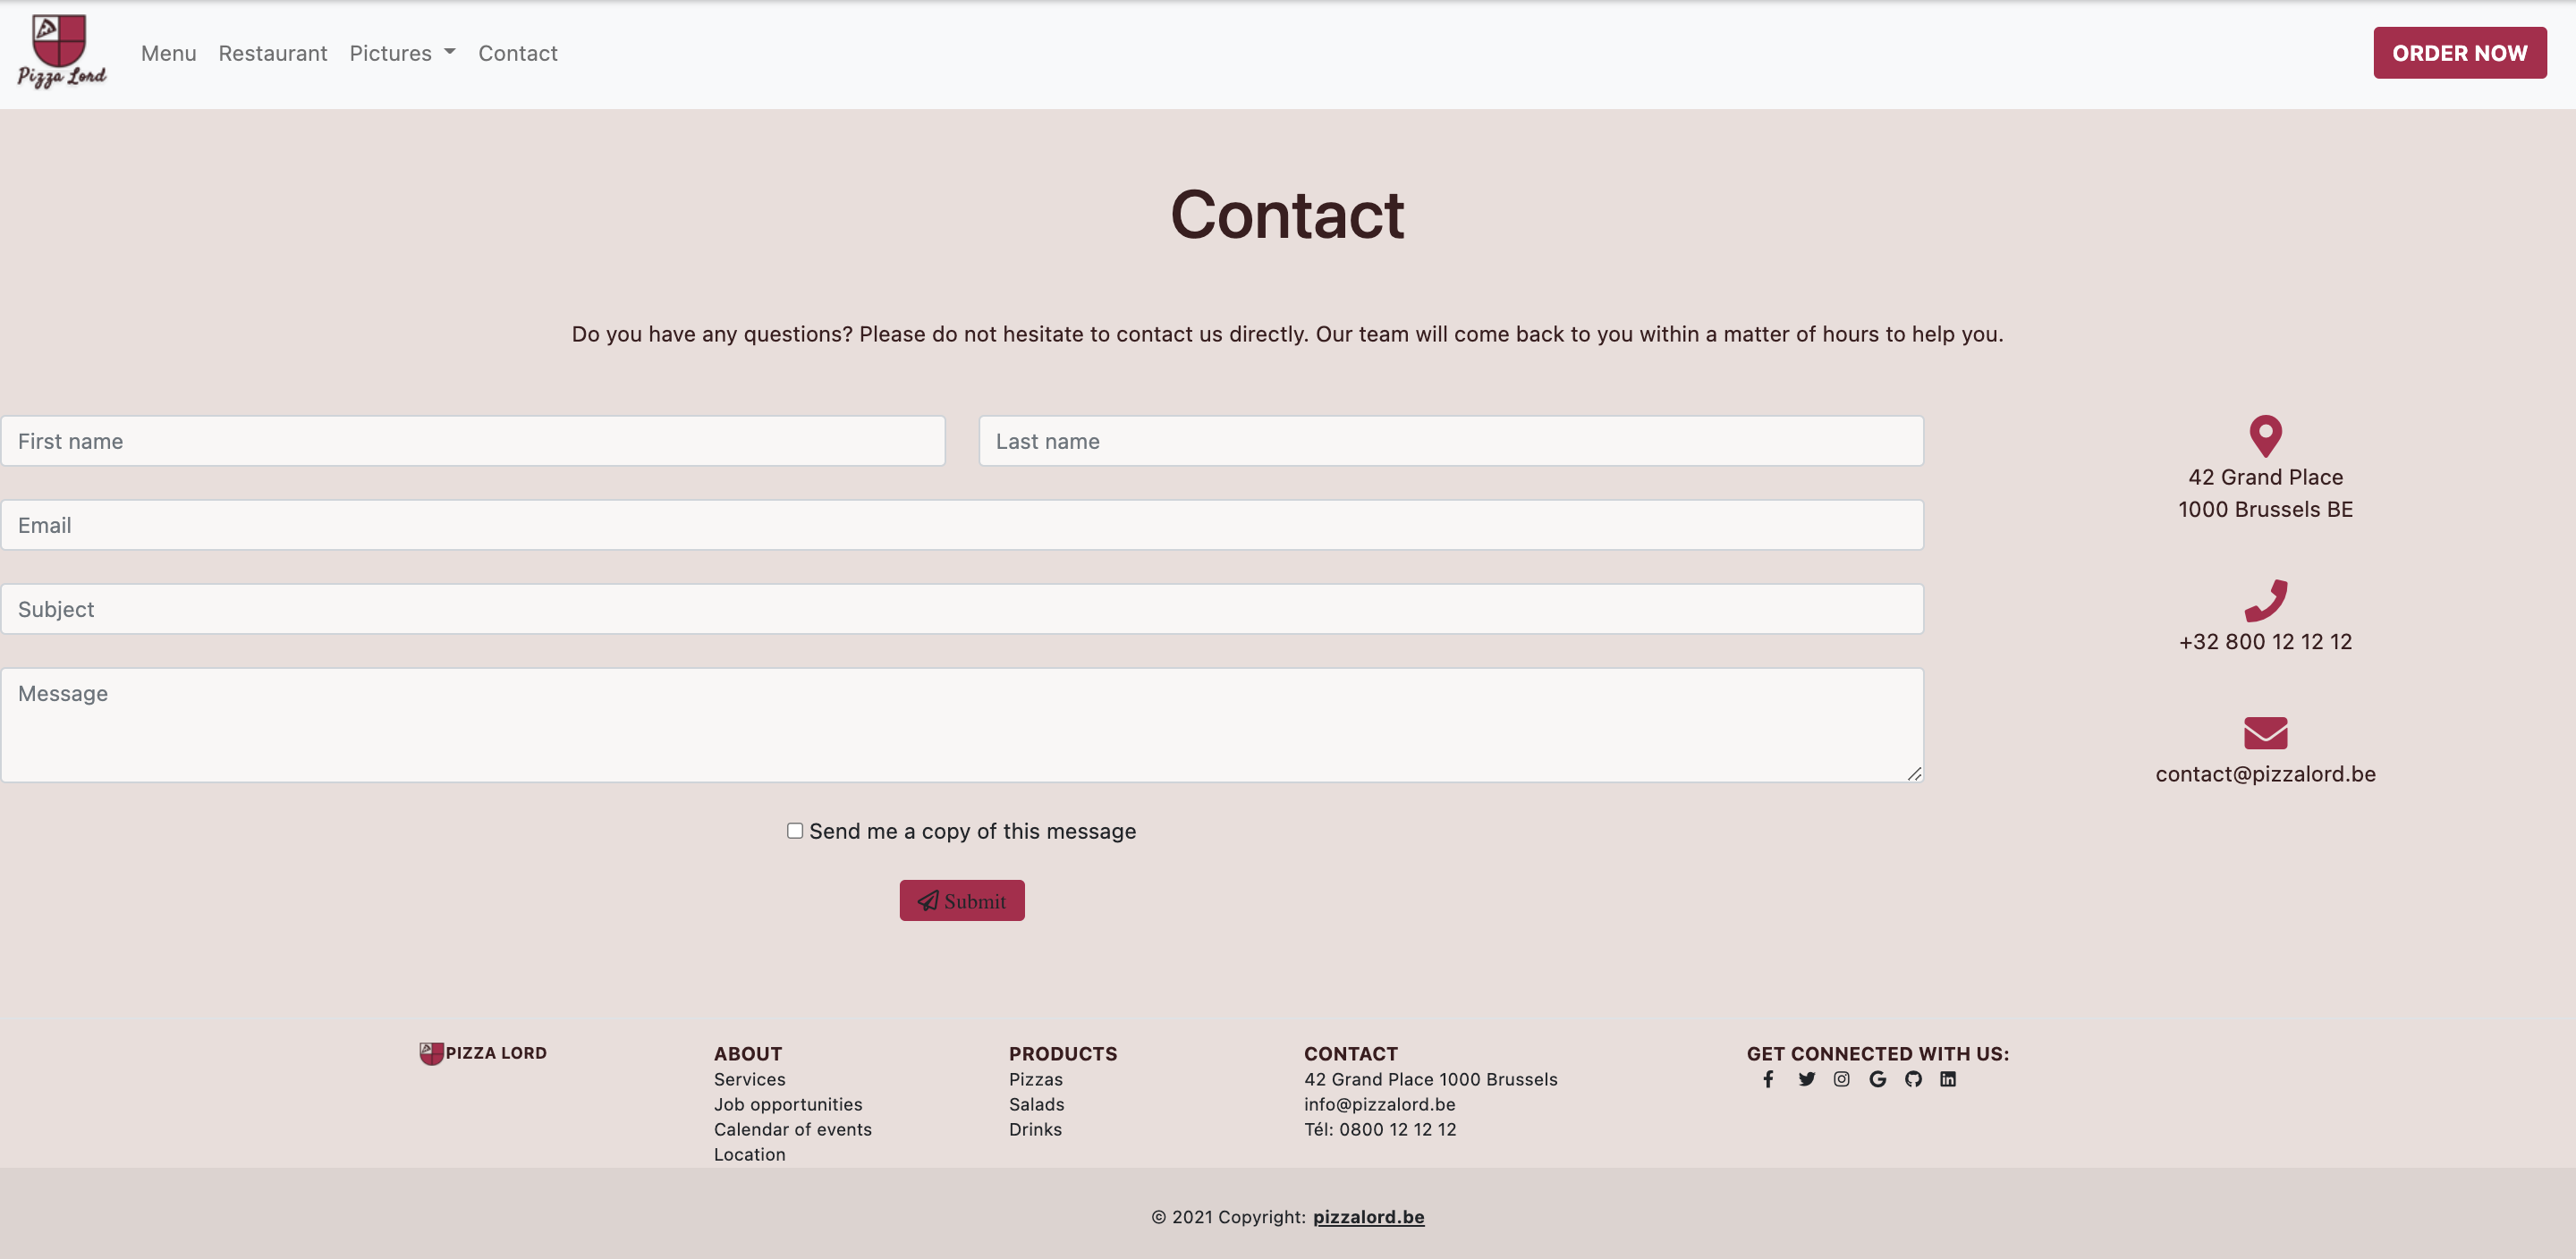 Pizza Lord
Menu Restaurant Pictures Contact
ORDER NOW
Contact
Do you have any questions? Please do not hesitate to contact us directly. Our team will come back to you within a matter of hours to help you.
First name
Last name
Email
Subject
Message
Send me a copy of this message
Submit
42 Grand Place
1000 Brussels BE
+32 800 12 12 12
contact@pizzalord.be
PIZZA LORD
ABOUT
Services
Job opportunities
Calendar of events
Location
PRODUCTS
Pizzas
Salads
Drinks
CONTACT
42 Grand Place 1000 Brussels
info@pizzalord.be
Tél: 0800 12 12 12
GET CONNECTED WITH US:
© 2021 Copyright: pizzalord.be